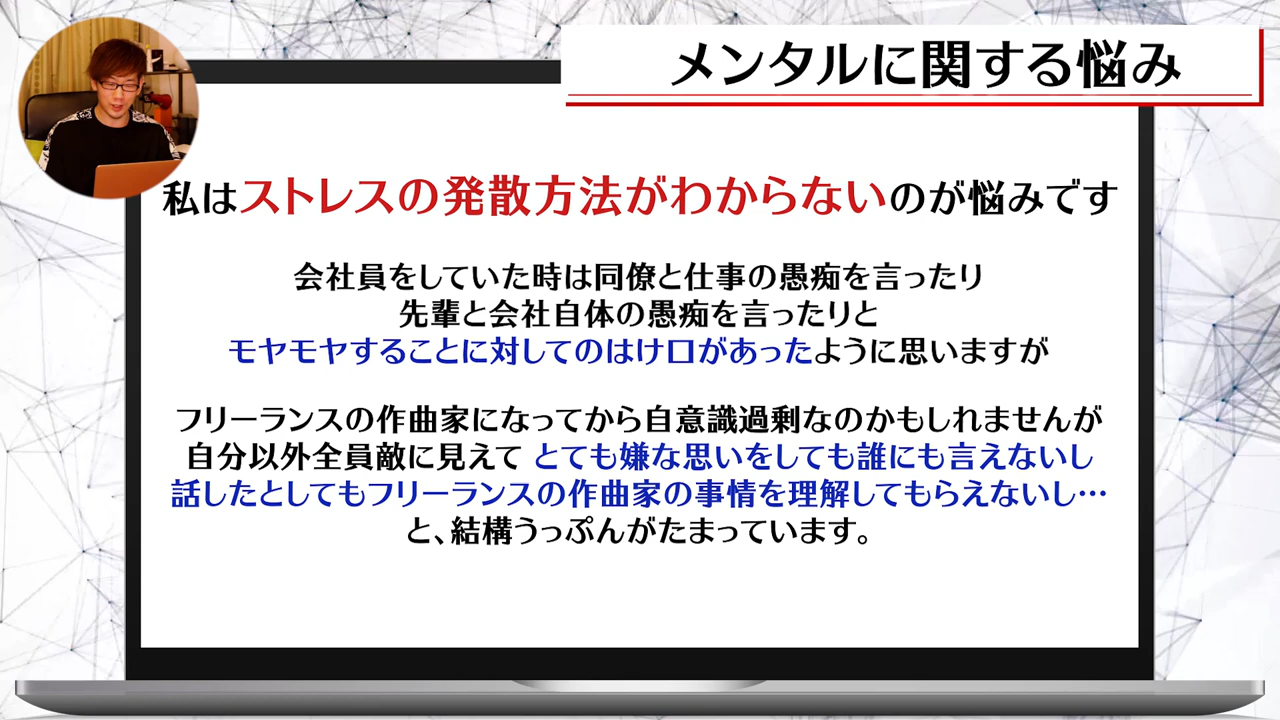 メンタルに関する悩み
私はストレスの発散方法がわからないのが悩みです
会社員をしていた時は同僚と仕事の愚痴を言ったり
先輩と会社自体の愚痴を言ったりと
モヤモヤすることに対してのはけ口があったように思いますが
フリーランスの作曲家になってから自意識過剰なのかもしれませんが
自分以外全員敵に見えて とても嫌な思いをしても誰にも言えないし
話したとしてもフリーランスの作曲家の事情を理解してもらえないし…
と、結構うっぷんがたまっています。